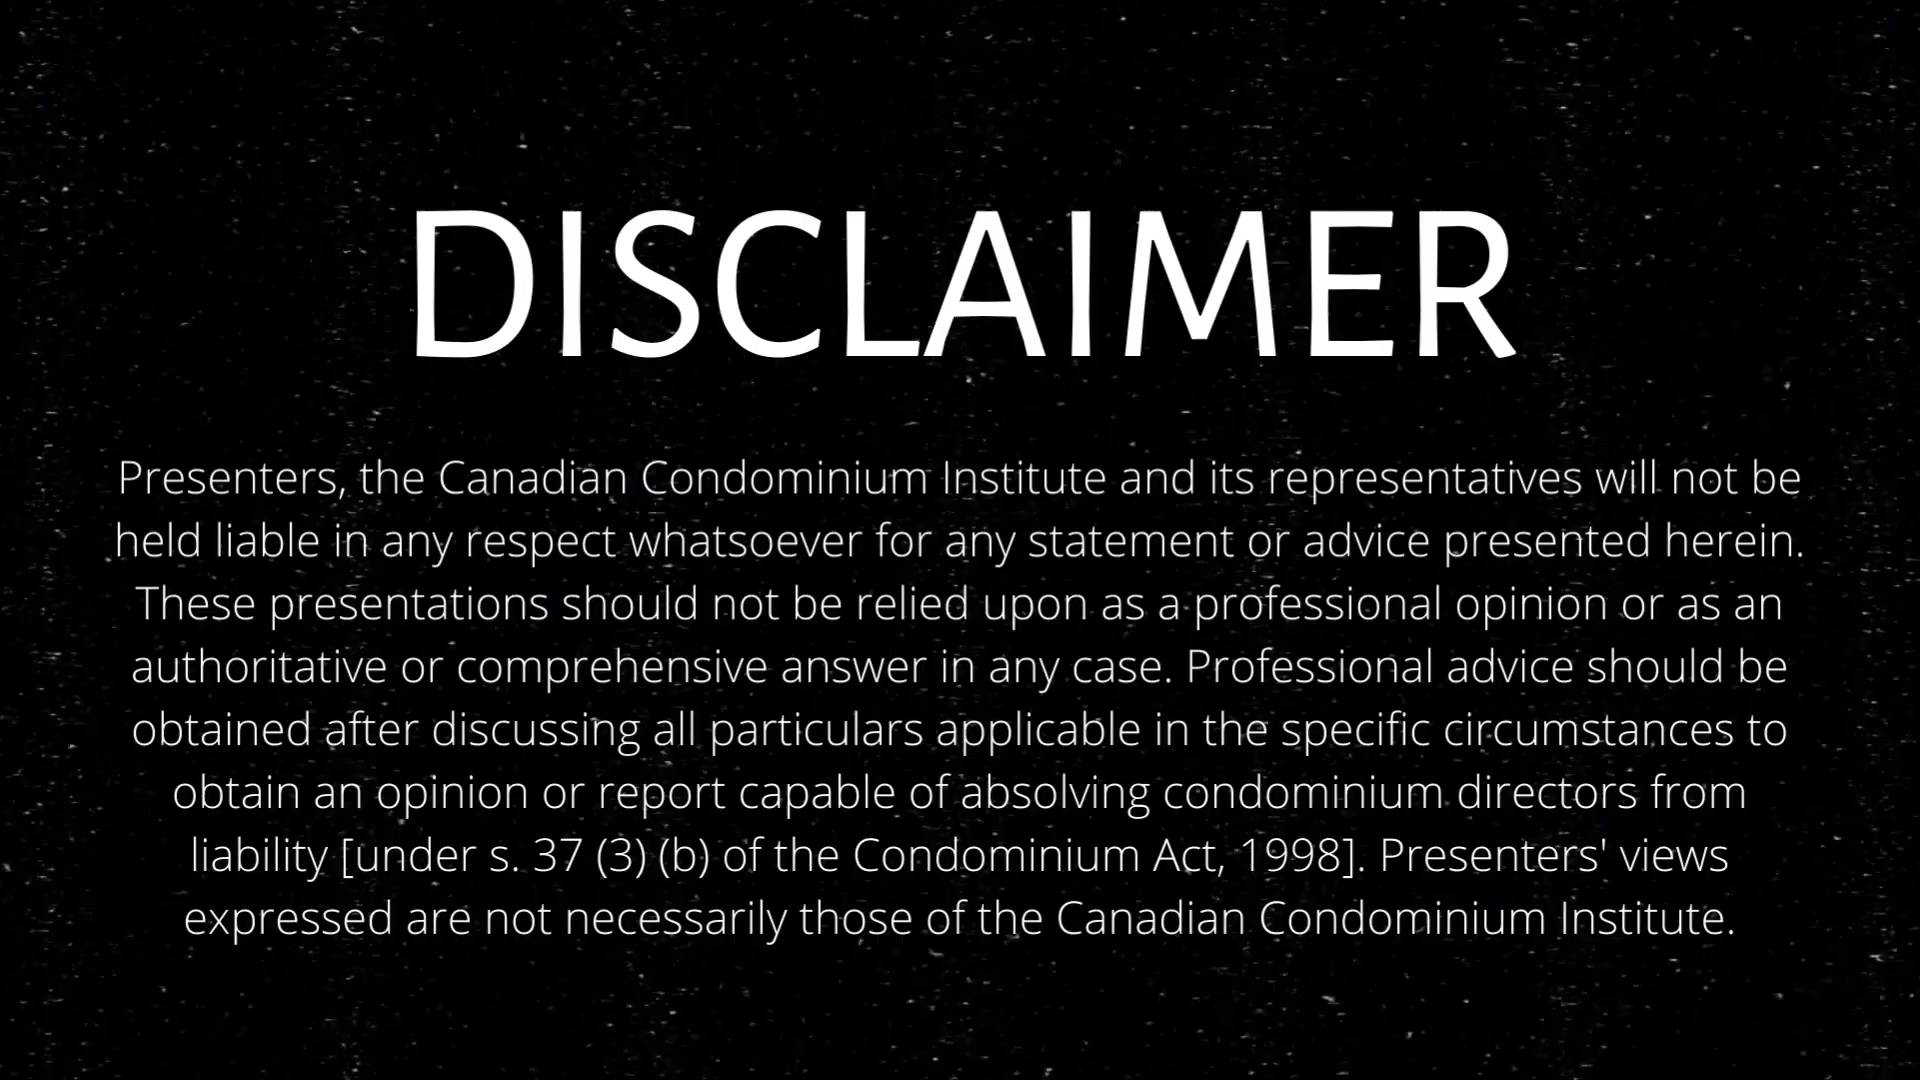 DISCLAIMER
Presenters, the Canadian Condominium Institute and its representatives will not be
held liable in any respect whatsoever for any statement or advice presented herein.
These presentations should not be relied upon as a professional opinion or as an
authoritative or comprehensive answer in any case. Professional advice should be
obtained after discussing all particulars applicable in the specific circumstances to
obtain an opinion or report capable of absolving condominium directors from
liability [under s. 37 (3) (b) of the Condominium Act, 1998]. Presenters' views
expressed are not necessarily those of the Canadian Condominium Institute.